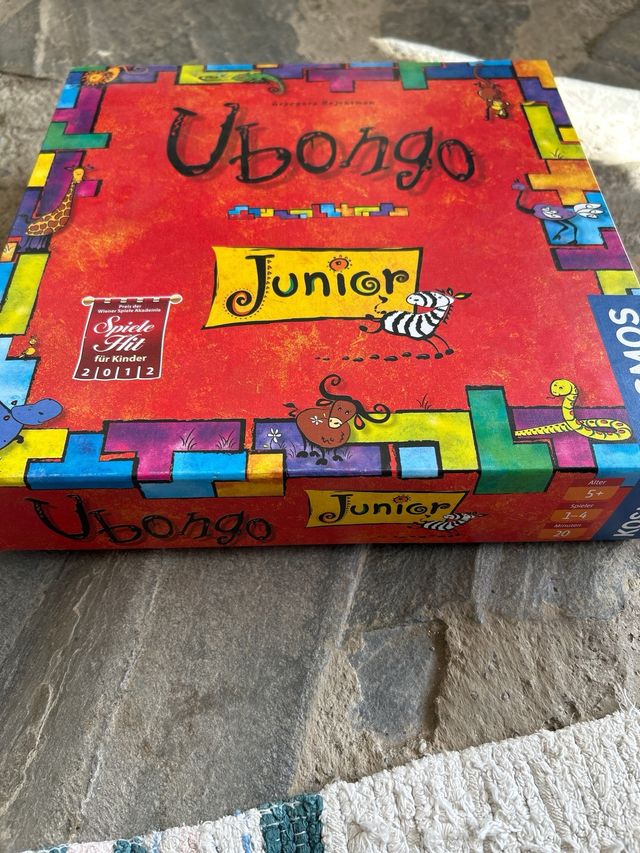 Grzegorz Rejchtman
Ubongo
Junior
Preis der
Wiener Spiele Akademie
Spiele
Hit
für Kinder
2012
MOS
Ubongo
Junior
Alter
5+
Spieler
1–4
Minuten
20
KOS